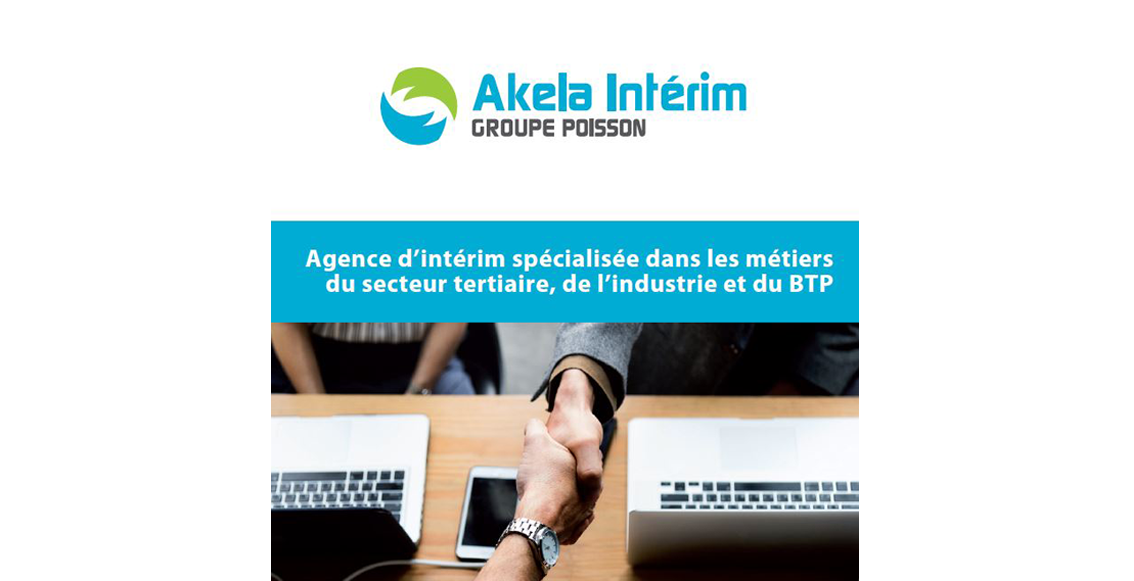 Akela Intérim
GROUPE POISSON
Agence d’intérim spécialisée dans les métiers
du secteur tertiaire, de l’industrie et du BTP